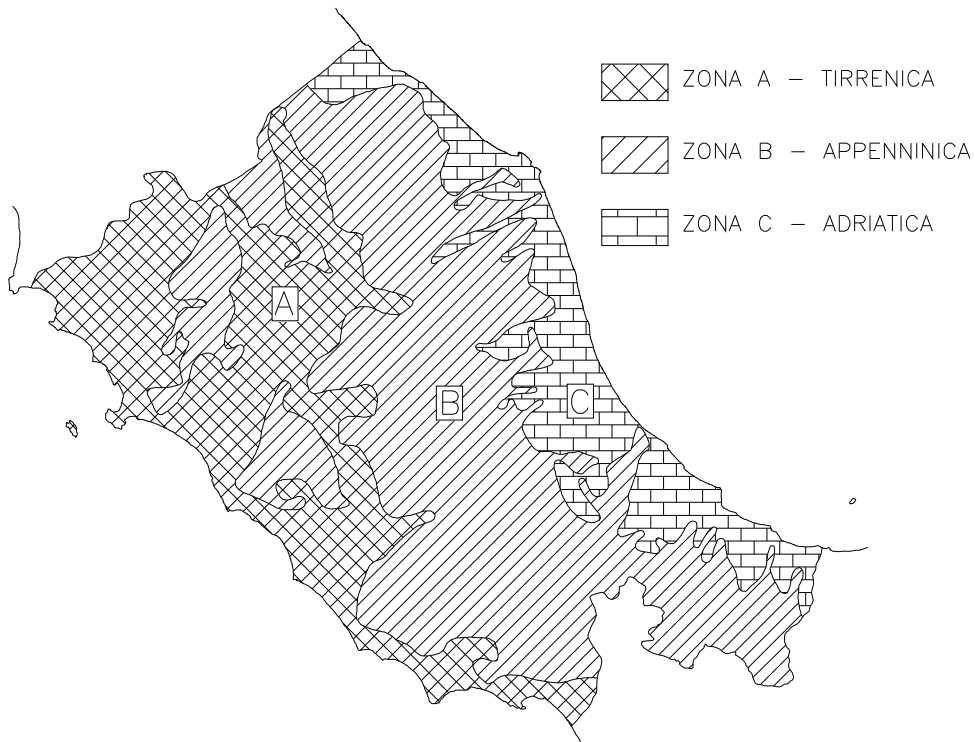 ZONA A – TIRRENICA
ZONA B – APPENNINICA
ZONA C – ADRIATICA
A
B
C